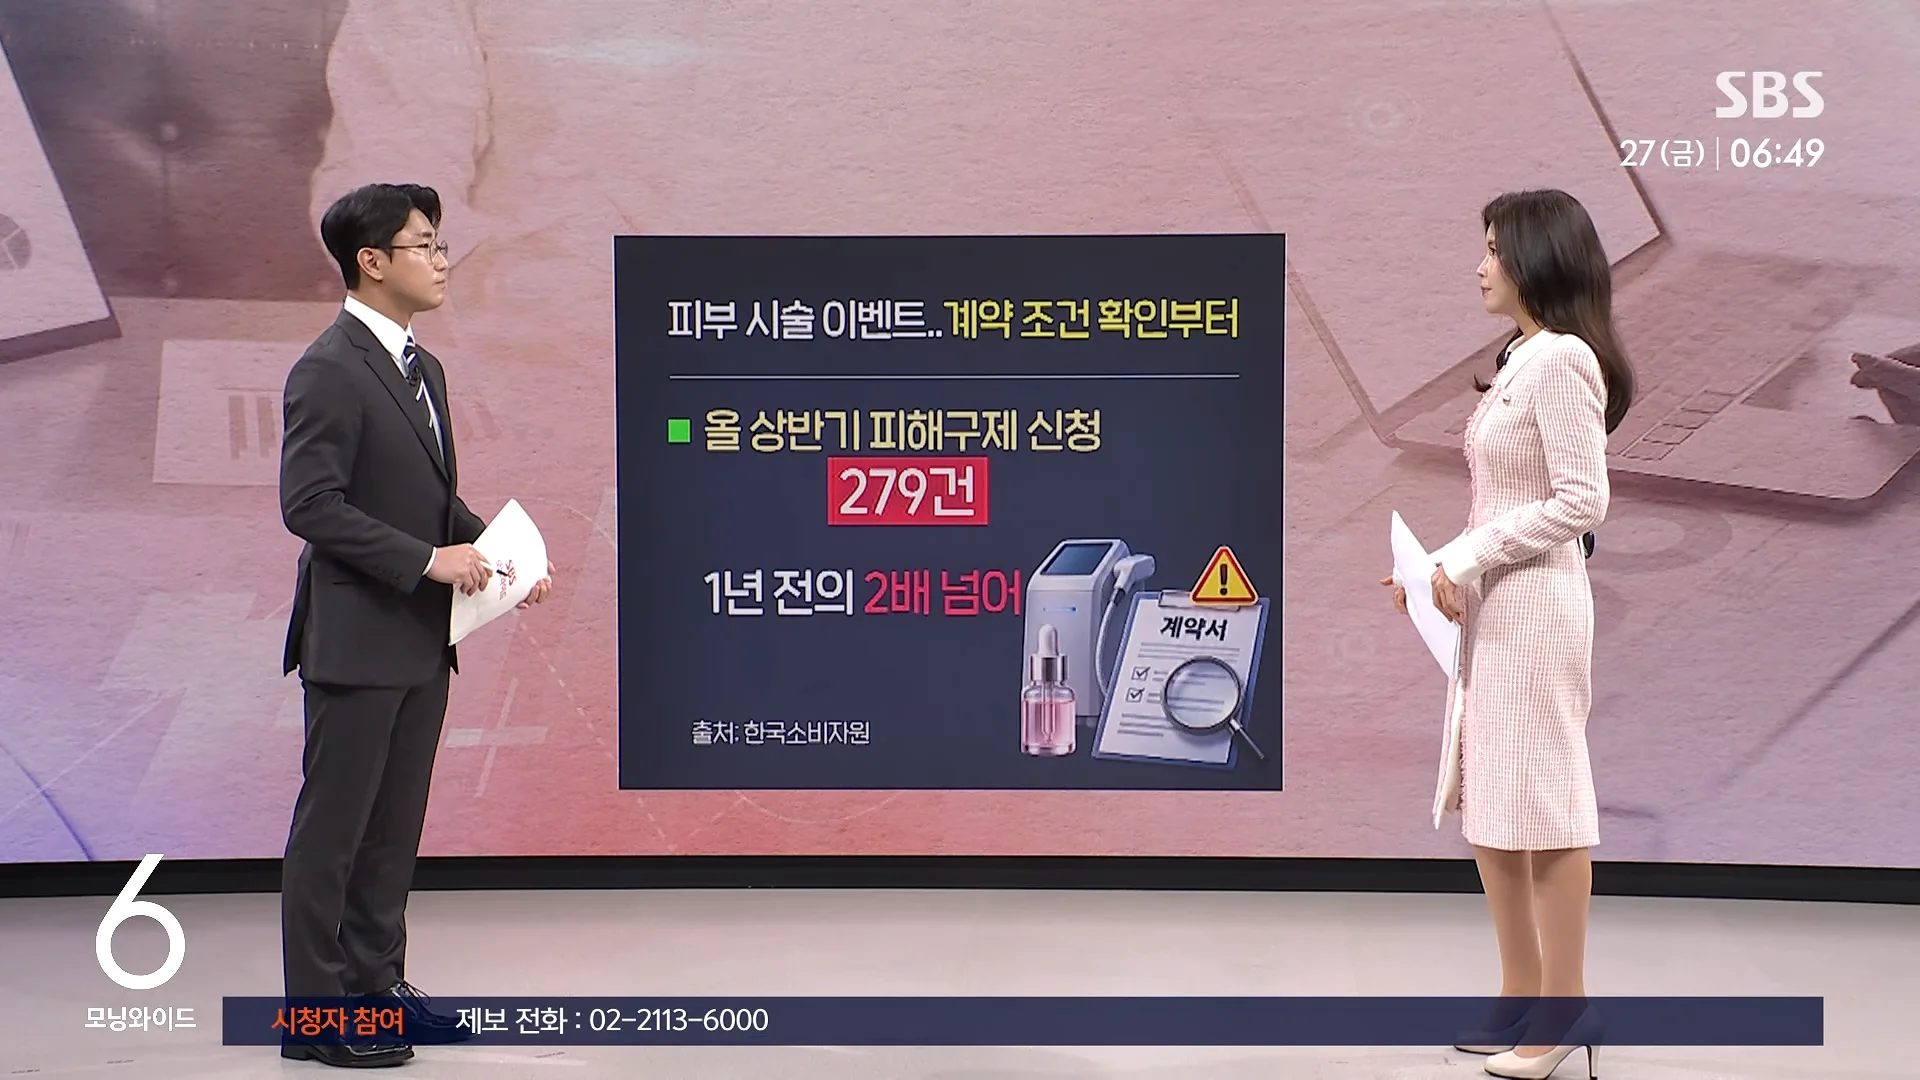 SBS
27(금) | 06:49
피부 시술 이벤트..계약 조건 확인부터
■ 올 상반기 피해구제 신청
279건
1년 전의 2배 넘어
계약서
출처: 한국소비자원
6
모닝와이드
시청자 참여 제보 전화 : 02-2113-6000